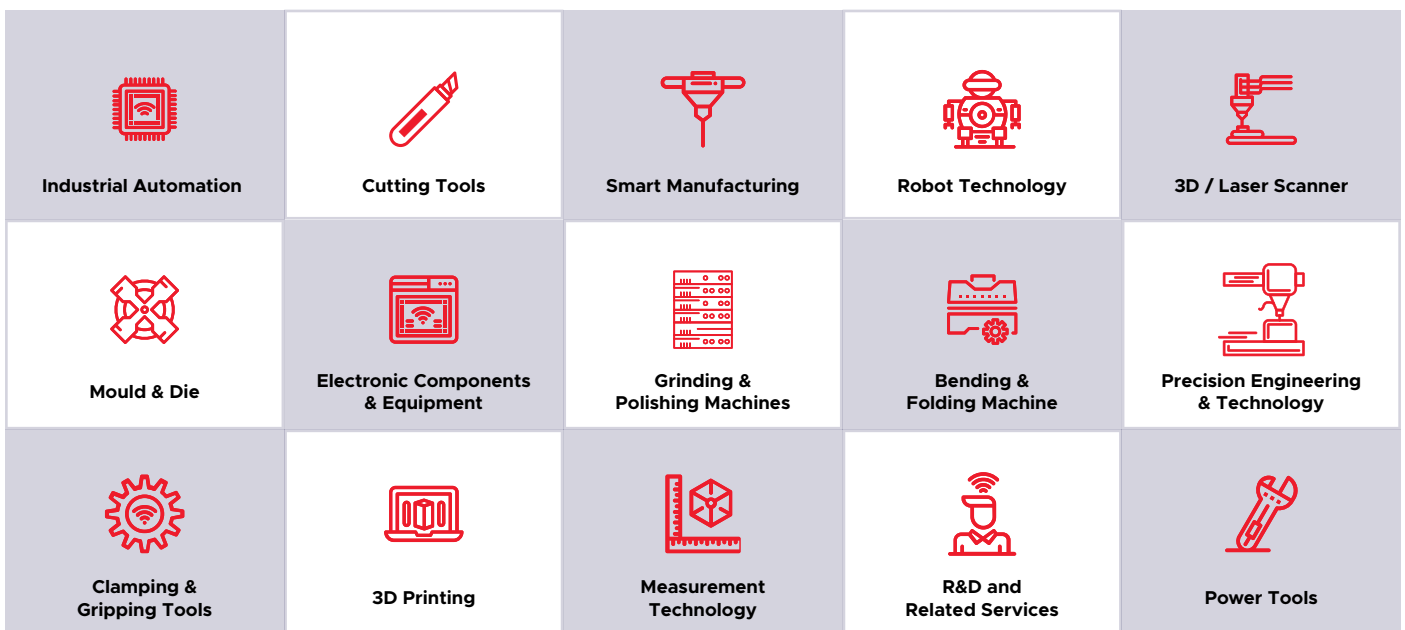 Industrial Automation
Cutting Tools
Smart Manufacturing
Robot Technology
3D / Laser Scanner
Mould & Die
Electronic Components
& Equipment
Grinding &
Polishing Machines
Bending &
Folding Machine
Precision Engineering
& Technology
Clamping &
Gripping Tools
3D Printing
Measurement
Technology
R&D and
Related Services
Power Tools